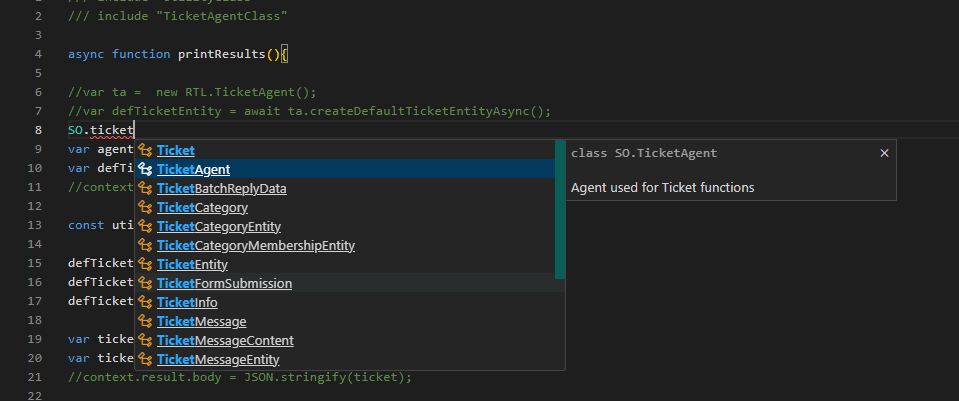 2 /// include "TicketAgentClass"
3
4 async function printResults(){
5
6 //var ta =  new RTL.TicketAgent();
7 //var defTicketEntity = await ta.createDefaultTicketEntityAsync();
8 SO.ticket
9 var agent
10 var defTi
11 //context
12
13 const uti
14
15 defTicket
16 defTicket
17 defTicket
18
19 var ticke
20 var ticke
21 //context.result.body = JSON.stringify(ticket);
22
Ticket
TicketAgent
TicketBatchReplyData
TicketCategory
TicketCategoryEntity
TicketCategoryMembershipEntity
TicketEntity
TicketFormSubmission
TicketInfo
TicketMessage
TicketMessageContent
TicketMessageEntity
class SO.TicketAgent
Agent used for Ticket functions